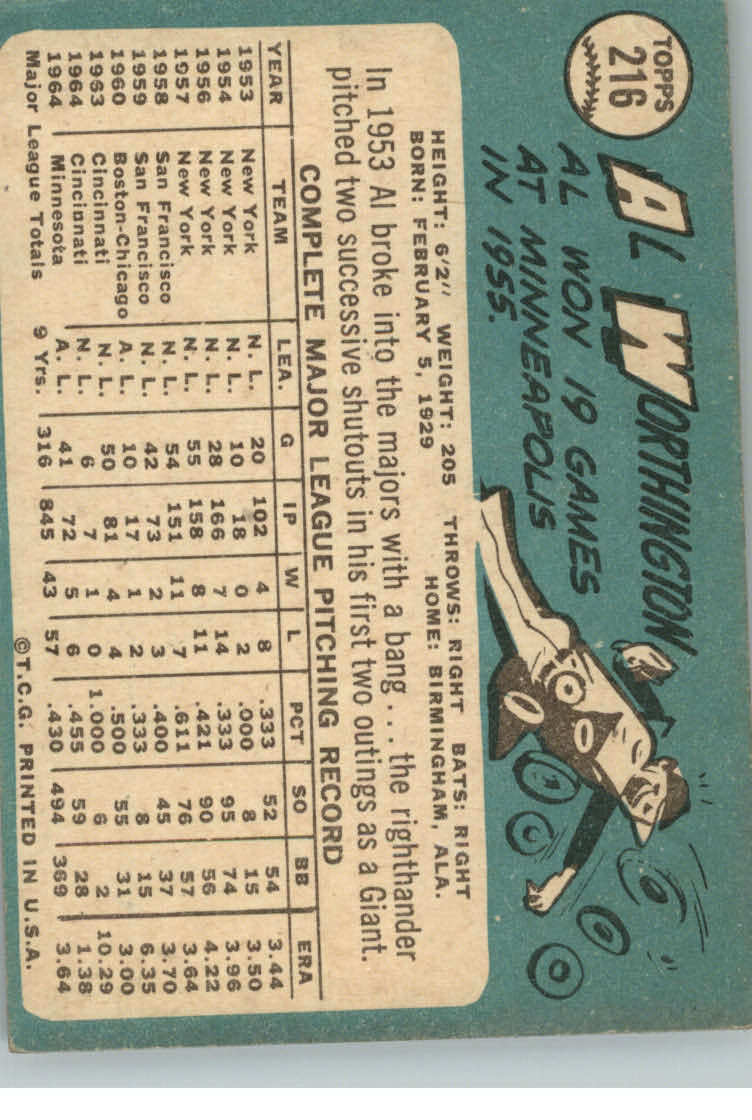 TOPPS
216
AL WORTHINGTON
AL WON 19 GAMES
AT MINNEAPOLIS
IN 1955.
HEIGHT: 6'2" WEIGHT: 205 THROWS: RIGHT BATS: RIGHT
BORN: FEBRUARY 5, 1929 HOME: BIRMINGHAM, ALA.
In 1953 Al broke into the majors with a bang . . . the righthander
pitched two successive shutouts in his first two outings as a Giant.
COMPLETE MAJOR LEAGUE PITCHING RECORD
YEAR TEAM LEA. G IP W L PCT SO BB ERA
1953 New York N. L. 20 102 4 8 .333 52 54 3.44
1954 New York N. L. 10 18 0 2 .000 8 15 3.50
1956 New York N. L. 28 166 7 14 .333 95 74 3.96
1957 New York N. L. 55 158 8 11 .421 90 56 4.22
1958 San Francisco N. L. 54 151 11 7 .611 76 57 3.64
1959 San Francisco N. L. 42 73 2 3 .400 45 37 3.70
1960 Boston-Chicago A. L. 10 17 1 2 .333 8 15 6.35
1963 Cincinnati N. L. 50 81 4 4 .500 55 31 3.00
1964 Cincinnati N. L. 6 7 1 0 1.000 6 2 10.29
1964 Minnesota A. L. 41 72 5 6 .455 59 28 1.38
Major League Totals 9 Yrs. 316 845 43 57 .430 494 369 3.64
©T.C.G. PRINTED IN U.S.A.